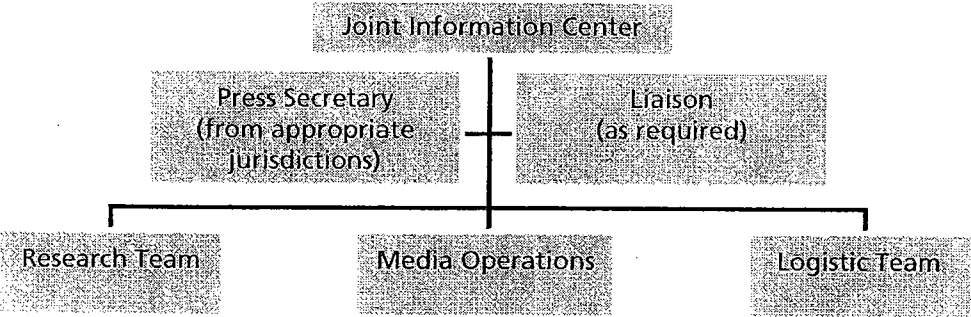 Joint Information Center
Press Secretary
(from appropriate
jurisdictions)
Liaison
(as required)
Research Team
Media Operations
Logistic Team